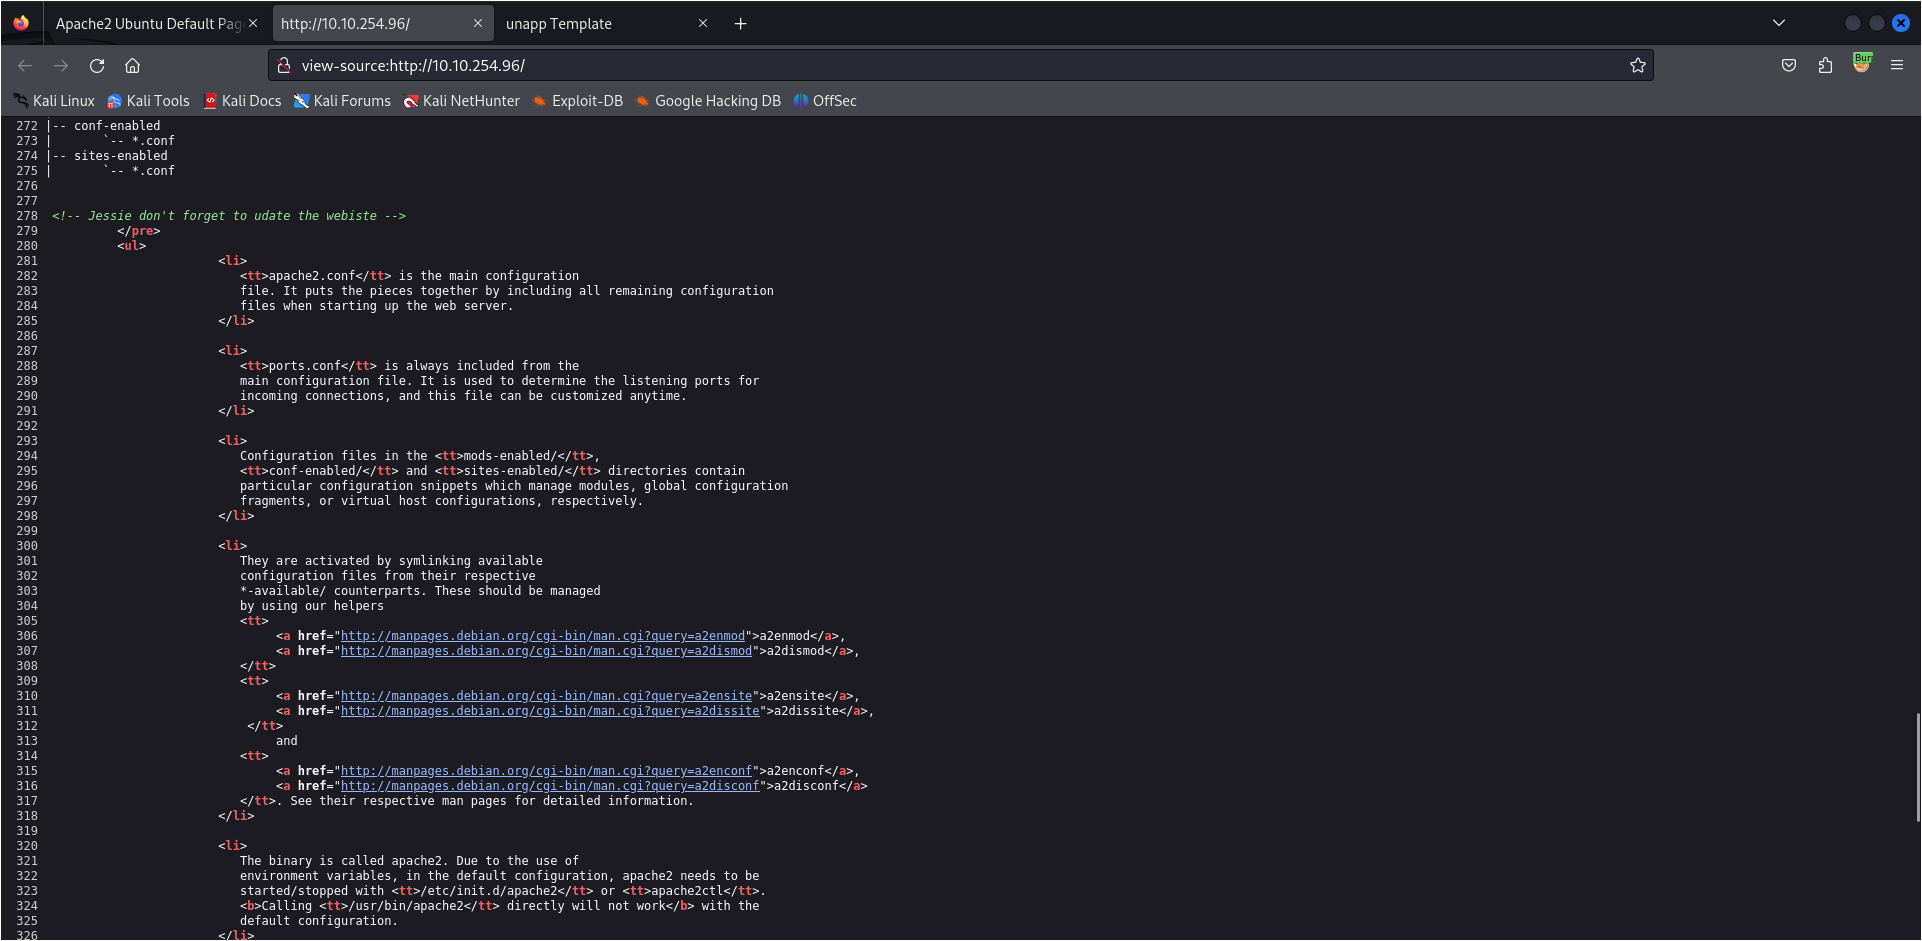 Apache2 Ubuntu Default Pag
http://10.10.254.96/
unapp Template
view-source:http://10.10.254.96/
Bur
Kali Linux Kali Tools Kali Docs Kali Forums Kali NetHunter Exploit-DB Google Hacking DB OffSec
272 |-- conf-enabled
273 |       `-- *.conf
274 |-- sites-enabled
275 |       `-- *.conf
276
277
278 <!-- Jessie don't forget to udate the webiste -->
279 </pre>
280 <ul>
281 <li>
282 <tt>apache2.conf</tt> is the main configuration
283 file. It puts the pieces together by including all remaining configuration
284 files when starting up the web server.
285 </li>
286
287 <li>
288 <tt>ports.conf</tt> is always included from the
289 main configuration file. It is used to determine the listening ports for
290 incoming connections, and this file can be customized anytime.
291 </li>
292
293 <li>
294 Configuration files in the <tt>mods-enabled/</tt>,
295 <tt>conf-enabled/</tt> and <tt>sites-enabled/</tt> directories contain
296 particular configuration snippets which manage modules, global configuration
297 fragments, or virtual host configurations, respectively.
298 </li>
299
300 <li>
301 They are activated by symlinking available
302 configuration files from their respective
303 *-available/ counterparts. These should be managed
304 by using our helpers
305 <tt>
306 <a href="http://manpages.debian.org/cgi-bin/man.cgi?query=a2enmod">a2enmod</a>,
307 <a href="http://manpages.debian.org/cgi-bin/man.cgi?query=a2dismod">a2dismod</a>,
308 </tt>
309 <tt>
310 <a href="http://manpages.debian.org/cgi-bin/man.cgi?query=a2ensite">a2ensite</a>,
311 <a href="http://manpages.debian.org/cgi-bin/man.cgi?query=a2dissite">a2dissite</a>,
312 </tt>
313 and
314 <tt>
315 <a href="http://manpages.debian.org/cgi-bin/man.cgi?query=a2enconf">a2enconf</a>,
316 <a href="http://manpages.debian.org/cgi-bin/man.cgi?query=a2disconf">a2disconf</a>
317 </tt>. See their respective man pages for detailed information.
318 </li>
319
320 <li>
321 The binary is called apache2. Due to the use of
322 environment variables, in the default configuration, apache2 needs to be
323 started/stopped with <tt>/etc/init.d/apache2</tt> or <tt>apache2ctl</tt>.
324 <b>Calling <tt>/usr/bin/apache2</tt> directly will not work</b> with the
325 default configuration.
326 </li>